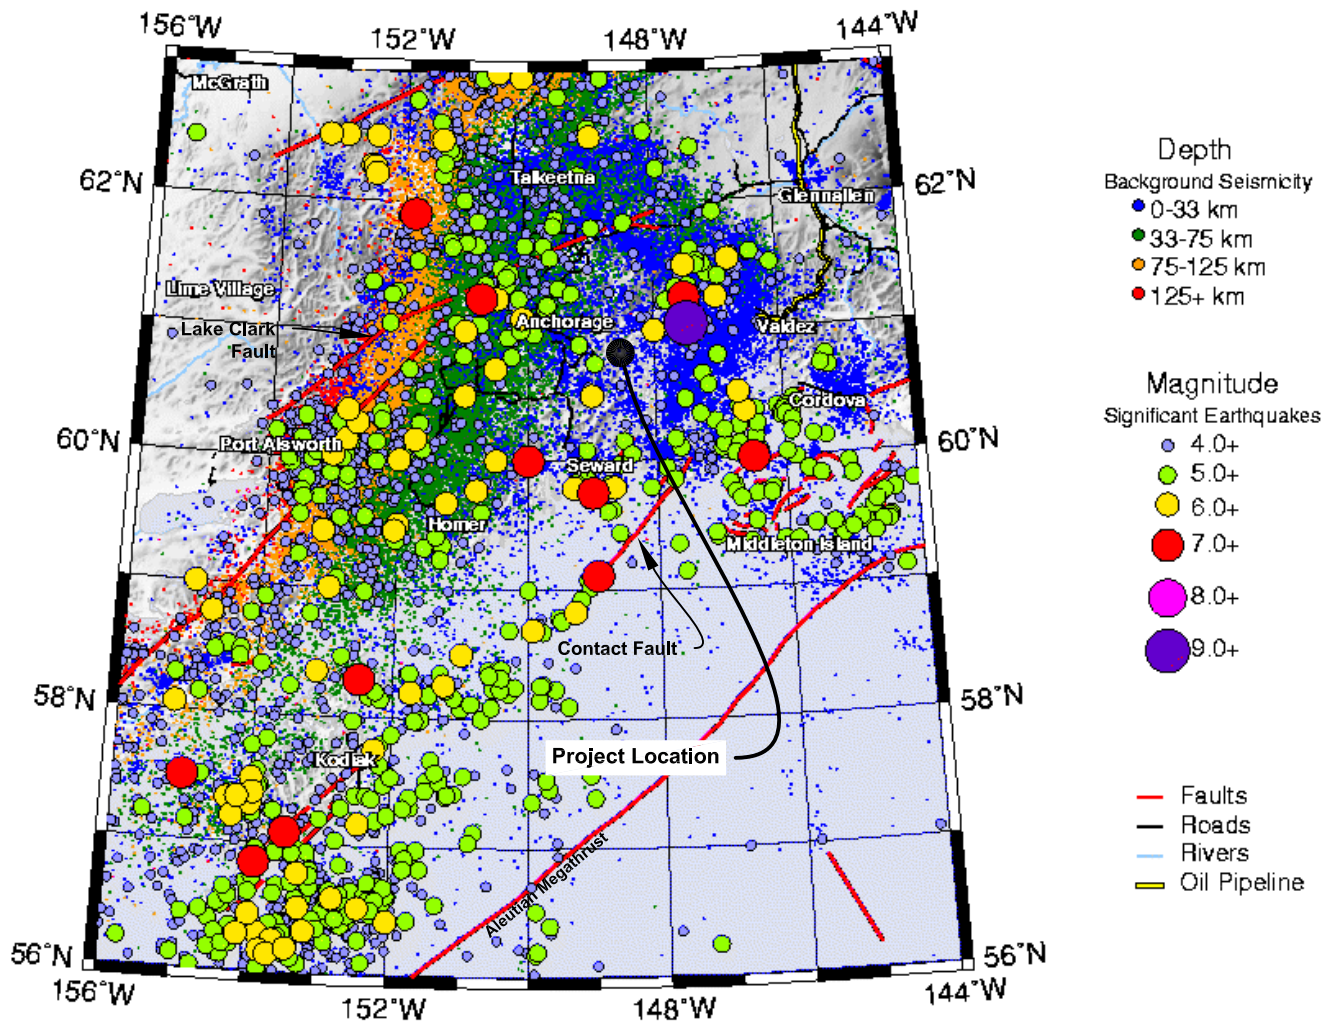 156°W
152°W
148°W
144°W
McGrath
62°N
Talkeetna
Glennallen
62°N
Lime Village
Lake Clark
Fault
Anchorage
Valdez
Cordova
60°N
Port Alsworth
Seward
60°N
Homer
Middleton Island
Contact Fault
58°N
58°N
Project Location
Kodiak
Aleutian Megathrust
56°N
56°N
156°W
152°W
148°W
144°W
Depth
Background Seismicity
0-33 km
33-75 km
75-125 km
125+ km
Magnitude
Significant Earthquakes
4.0+
5.0+
6.0+
7.0+
8.0+
9.0+
Faults
Roads
Rivers
Oil Pipeline